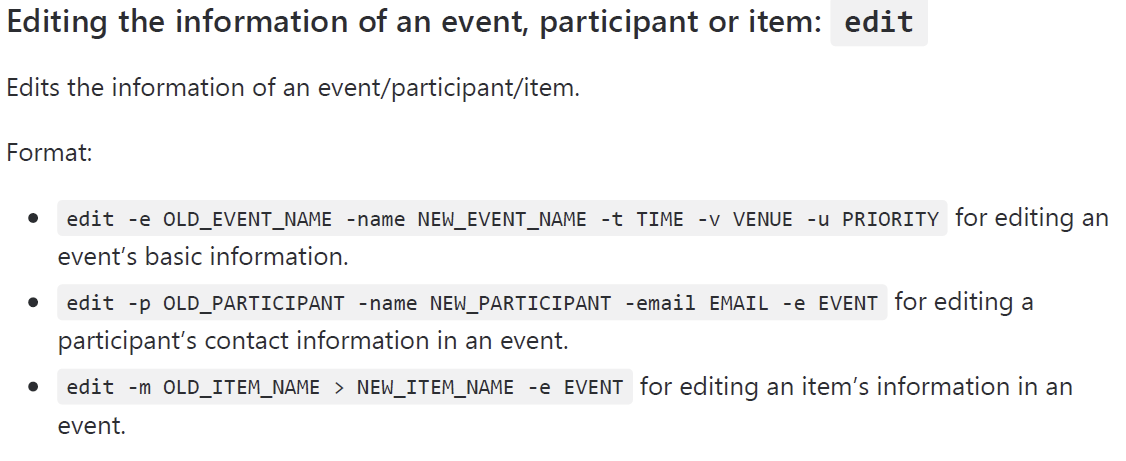 Editing the information of an event, participant or item: edit
Edits the information of an event/participant/item.
Format:
• edit -e OLD_EVENT_NAME -name NEW_EVENT_NAME -t TIME -v VENUE -u PRIORITY for editing an
event’s basic information.
• edit -p OLD_PARTICIPANT -name NEW_PARTICIPANT -email EMAIL -e EVENT for editing a
participant’s contact information in an event.
• edit -m OLD_ITEM_NAME > NEW_ITEM_NAME -e EVENT for editing an item’s information in an
event.